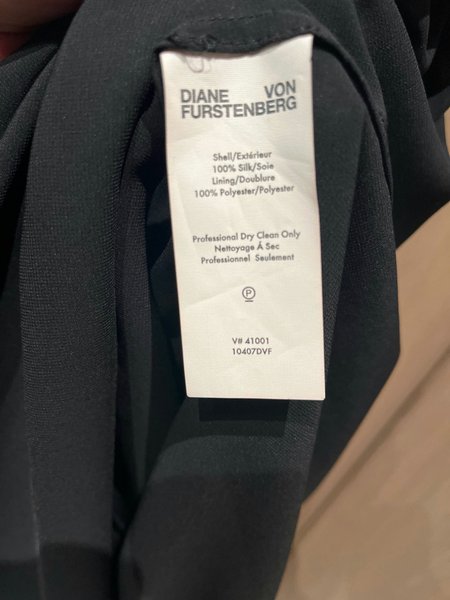 DIANE VON
FURSTENBERG
Shell/Extérieur
100% Silk/Soie
Lining/Doublure
100% Polyester/Polyester
Professional Dry Clean Only
Nettoyage Á Sec
Professionel Seulement
P
V# 41001
10407DVF